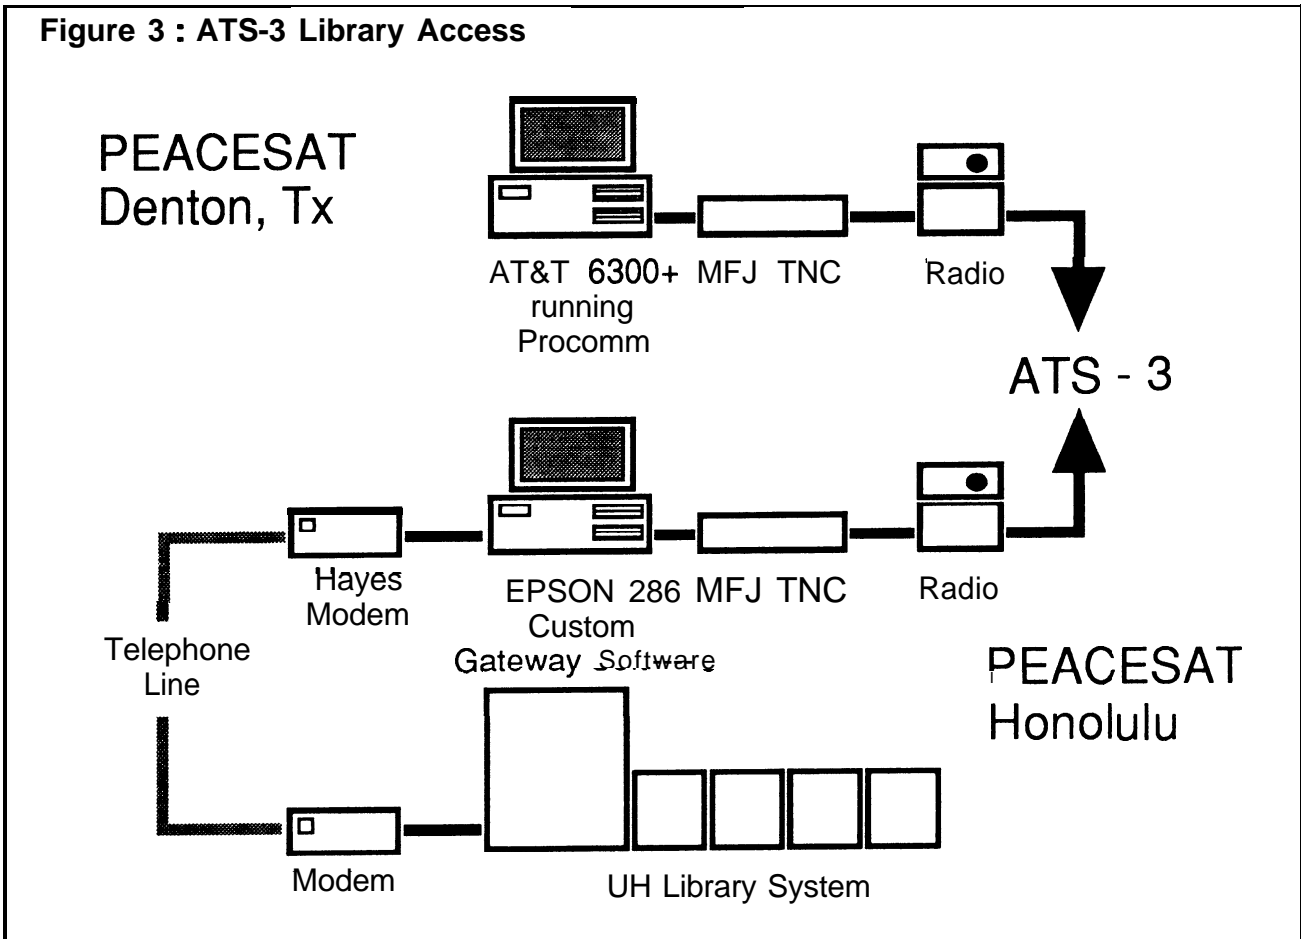 Figure 3 : ATS-3 Library Access
PEACESAT
Denton, Tx
AT&T 6300+
running
Procomm
MFJ TNC
Radio
ATS - 3
Hayes
Modem
EPSON 286
Custom
Gateway Software
MFJ TNC
Radio
Telephone
Line
PEACESAT
Honolulu
Modem
UH Library System